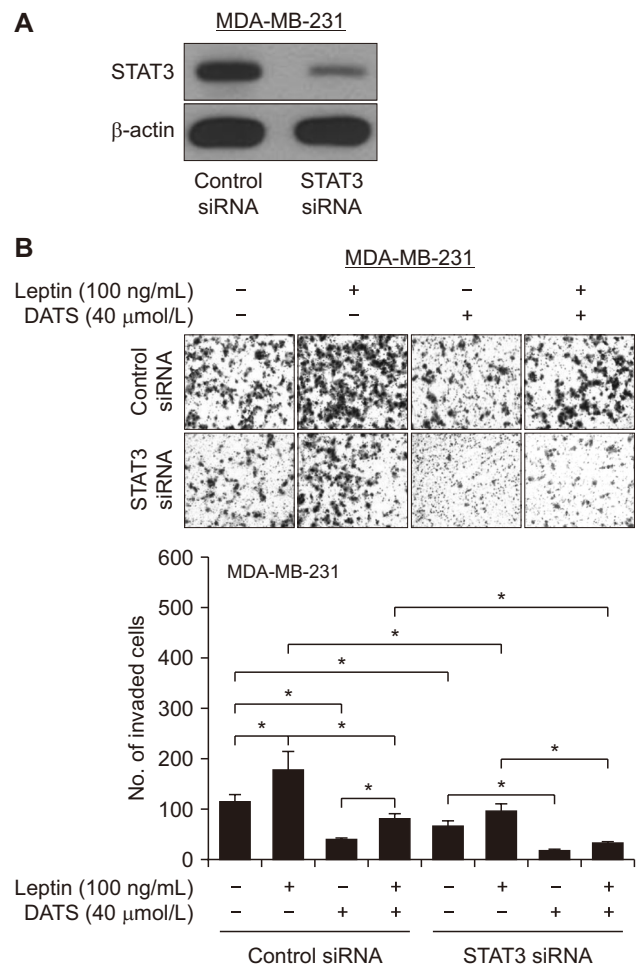 A
MDA-MB-231
STAT3
β-actin
Control siRNA
STAT3 siRNA
B
MDA-MB-231
Leptin (100 ng/mL) – + – +
DATS (40 μmol/L) – – + +
Control siRNA
STAT3 siRNA
600
500
400
300
200
100
0
No. of invaded cells
MDA-MB-231
*
*
*
*
*
*
*
*
*
Leptin (100 ng/mL) – + – + – + – +
DATS (40 μmol/L) – – + + – – + +
Control siRNA STAT3 siRNA